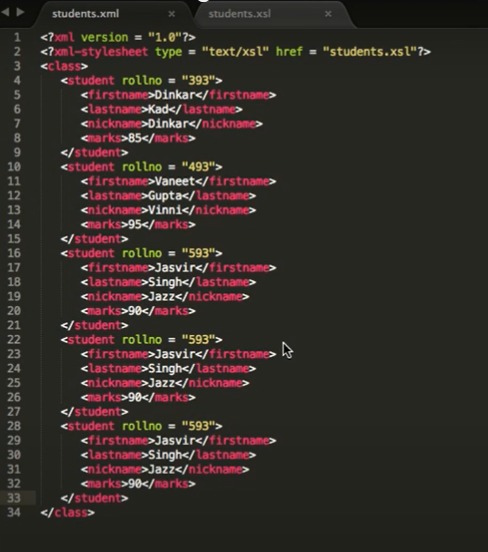 students.xml × students.xsl ×
1 <?xml version = "1.0"?>
2 <?xml-stylesheet type = "text/xsl" href = "students.xsl"?>
3 <class>
4 <student rollno = "393">
5 <firstname>Dinkar</firstname>
6 <lastname>Kad</lastname>
7 <nickname>Dinkar</nickname>
8 <marks>85</marks>
9 </student>
10 <student rollno = "493">
11 <firstname>Vaneet</firstname>
12 <lastname>Gupta</lastname>
13 <nickname>Vinni</nickname>
14 <marks>95</marks>
15 </student>
16 <student rollno = "593">
17 <firstname>Jasvir</firstname>
18 <lastname>Singh</lastname>
19 <nickname>Jazz</nickname>
20 <marks>90</marks>
21 </student>
22 <student rollno = "593">
23 <firstname>Jasvir</firstname>
24 <lastname>Singh</lastname>
25 <nickname>Jazz</nickname>
26 <marks>90</marks>
27 </student>
28 <student rollno = "593">
29 <firstname>Jasvir</firstname>
30 <lastname>Singh</lastname>
31 <nickname>Jazz</nickname>
32 <marks>90</marks>
33 </student>
34 </class>